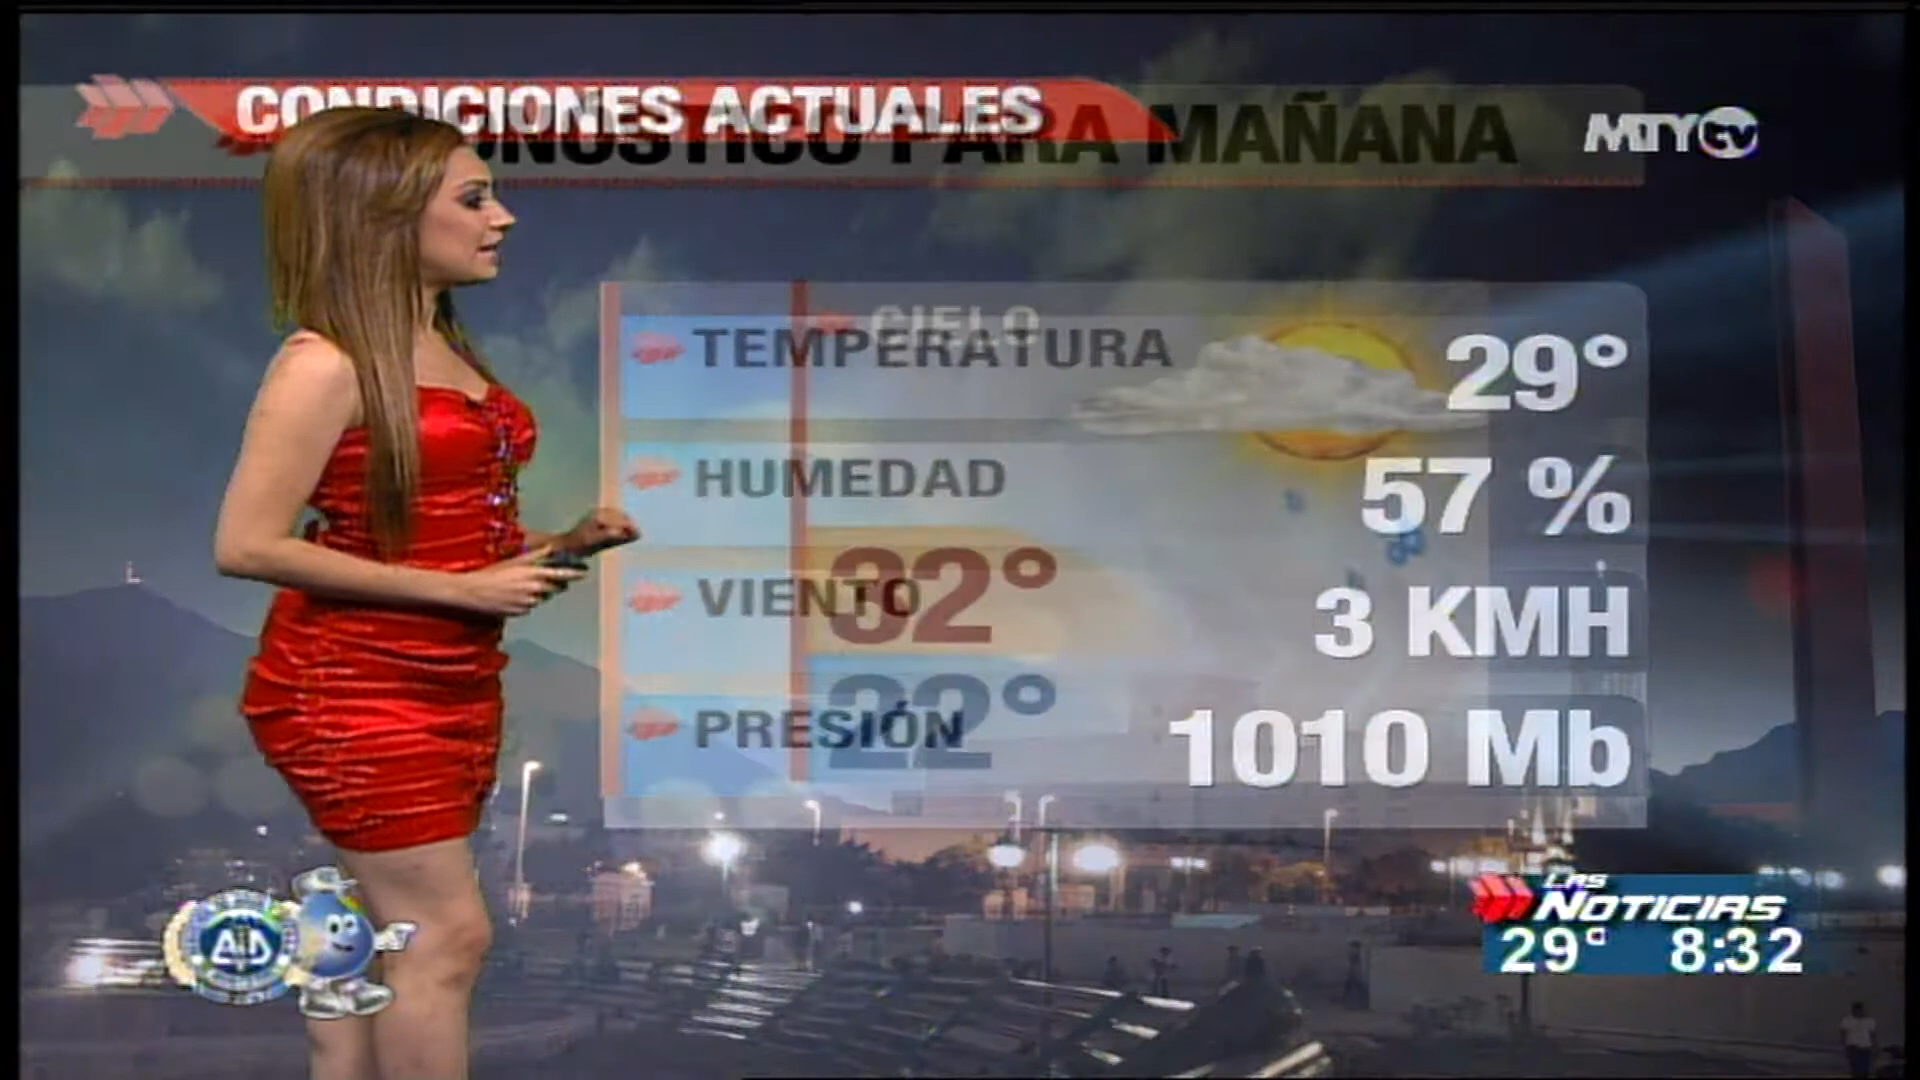 CONDICIONES ACTUALES
PARA MAÑANA
MTYtv
CIELO
TEMPERATURA 29°
HUMEDAD 57 %
32°
VIENTO 3 KMH
22°
PRESIÓN 1010 Mb
LAS
NOTICIAS
29° 8:32